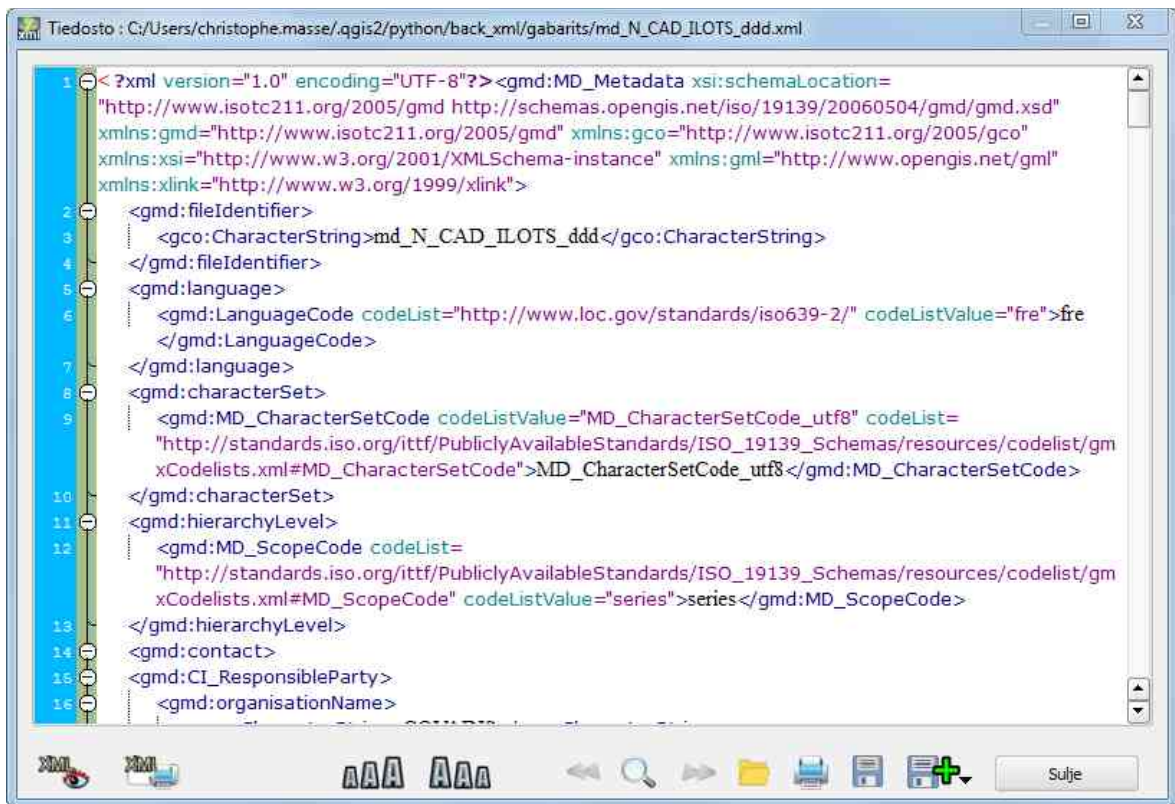 Tiedosto : C:/Users/christophe.masse/.qgis2/python/back_xml/gabarits/md_N_CAD_ILOTS_ddd.xml
1 < ?xml version="1.0" encoding="UTF-8"?><gmd:MD_Metadata xsi:schemaLocation=
"http://www.isotc211.org/2005/gmd http://schemas.opengis.net/iso/19139/20060504/gmd/gmd.xsd"
xmlns:gmd="http://www.isotc211.org/2005/gmd" xmlns:gco="http://www.isotc211.org/2005/gco"
xmlns:xsi="http://www.w3.org/2001/XMLSchema-instance" xmlns:gml="http://www.opengis.net/gml"
xmlns:xlink="http://www.w3.org/1999/xlink">
2 <gmd:fileIdentifier>
3 <gco:CharacterString>md_N_CAD_ILOTS_ddd</gco:CharacterString>
4 </gmd:fileIdentifier>
5 <gmd:language>
6 <gmd:LanguageCode codeList="http://www.loc.gov/standards/iso639-2/" codeListValue="fre">fre
</gmd:LanguageCode>
7 </gmd:language>
8 <gmd:characterSet>
9 <gmd:MD_CharacterSetCode codeListValue="MD_CharacterSetCode_utf8" codeList=
"http://standards.iso.org/ittf/PubliclyAvailableStandards/ISO_19139_Schemas/resources/codelist/gm
xCodelists.xml#MD_CharacterSetCode">MD_CharacterSetCode_utf8</gmd:MD_CharacterSetCode>
10 </gmd:characterSet>
11 <gmd:hierarchyLevel>
12 <gmd:MD_ScopeCode codeList=
"http://standards.iso.org/ittf/PubliclyAvailableStandards/ISO_19139_Schemas/resources/codelist/gm
xCodelists.xml#MD_ScopeCode" codeListValue="series">series</gmd:MD_ScopeCode>
13 </gmd:hierarchyLevel>
14 <gmd:contact>
15 <gmd:CI_ResponsibleParty>
16 <gmd:organisationName>
XML XML AAA AAA Sulje